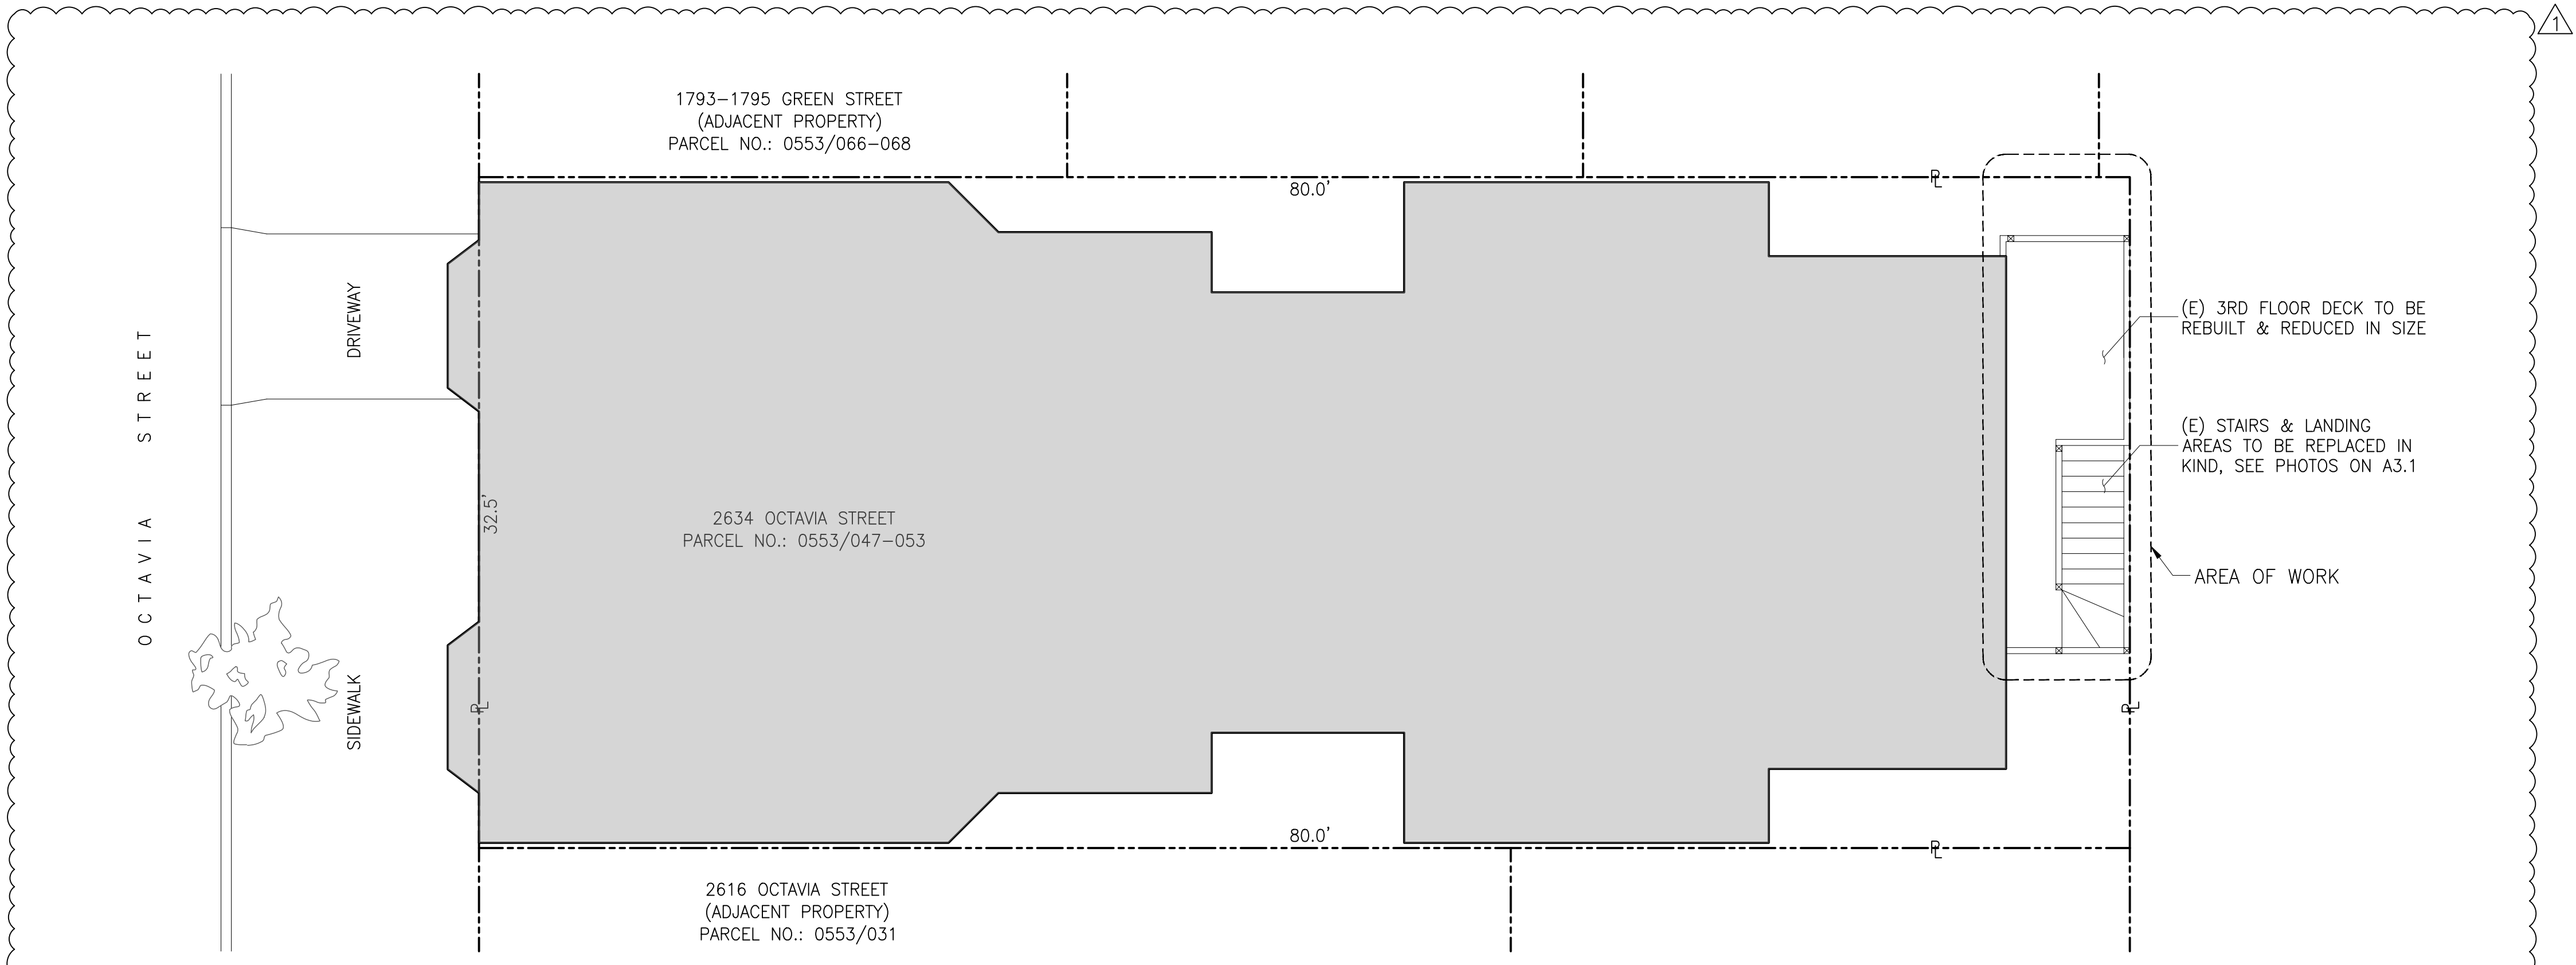 1
1793-1795 GREEN STREET
(ADJACENT PROPERTY)
PARCEL NO.: 0553/066-068
80.0'
PL
OCTAVIA STREET
DRIVEWAY
SIDEWALK
32.5'
PL
2634 OCTAVIA STREET
PARCEL NO.: 0553/047-053
(E) 3RD FLOOR DECK TO BE
REBUILT & REDUCED IN SIZE
(E) STAIRS & LANDING
AREAS TO BE REPLACED IN
KIND, SEE PHOTOS ON A3.1
AREA OF WORK
PL
80.0'
PL
2616 OCTAVIA STREET
(ADJACENT PROPERTY)
PARCEL NO.: 0553/031